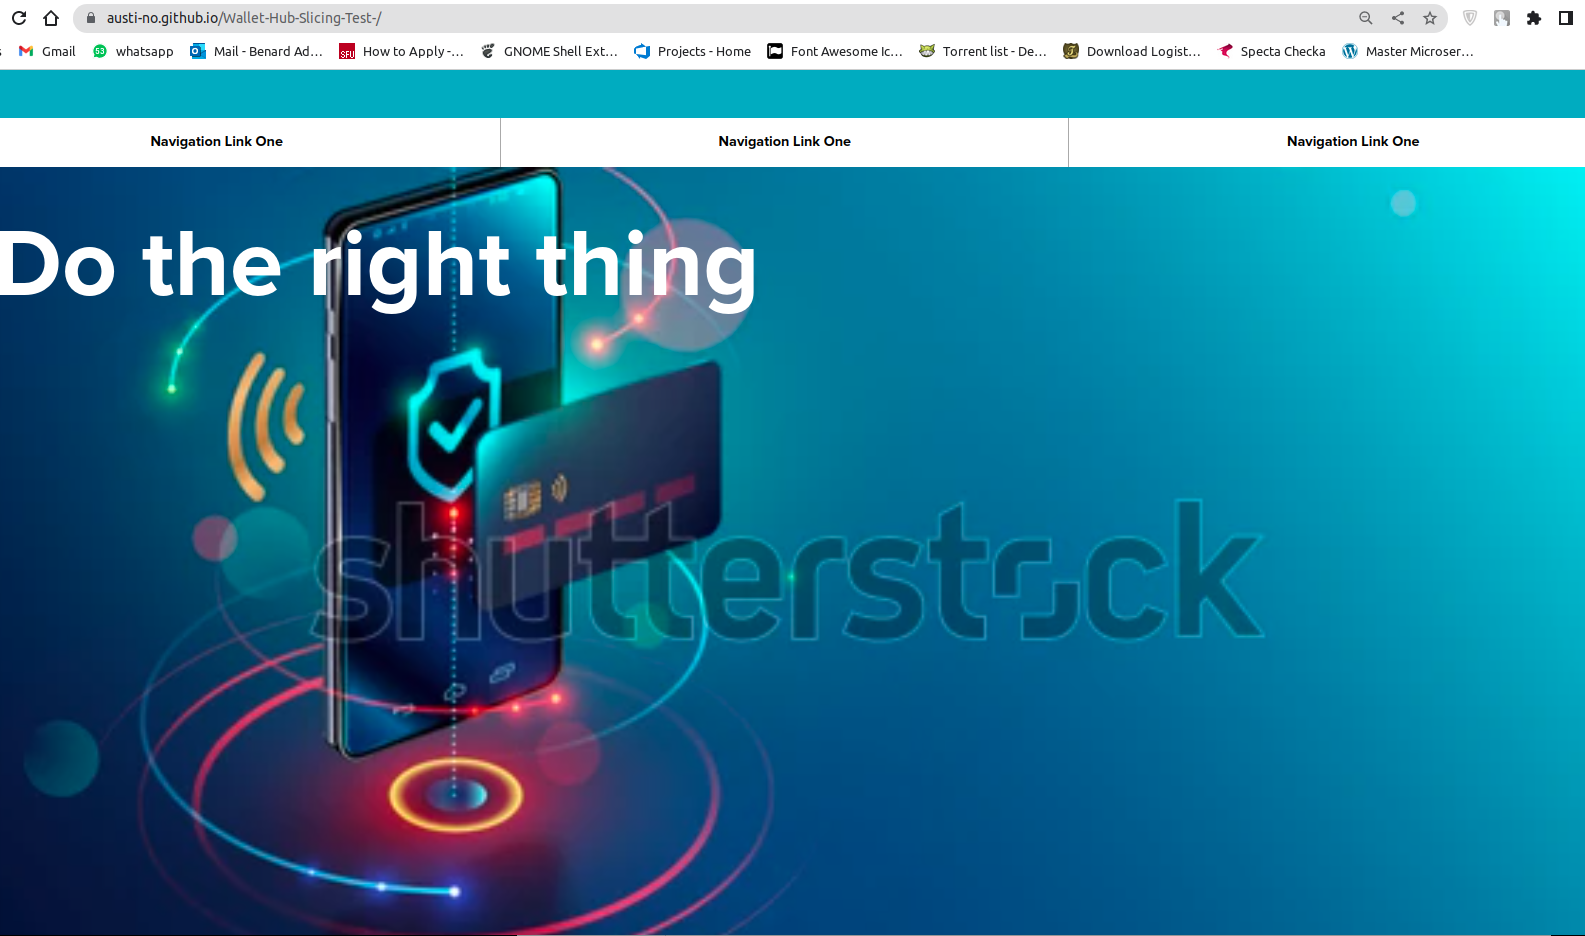 austi-no.github.io/Wallet-Hub-Slicing-Test-/
s Gmail 53 whatsapp Mail - Benard Ad... SFU How to Apply -... GNOME Shell Ext... Projects - Home Font Awesome Ic... Torrent list - De... Download Logist... Specta Checka Master Microser...
Navigation Link One Navigation Link One Navigation Link One
Do the right thing
shutterstock